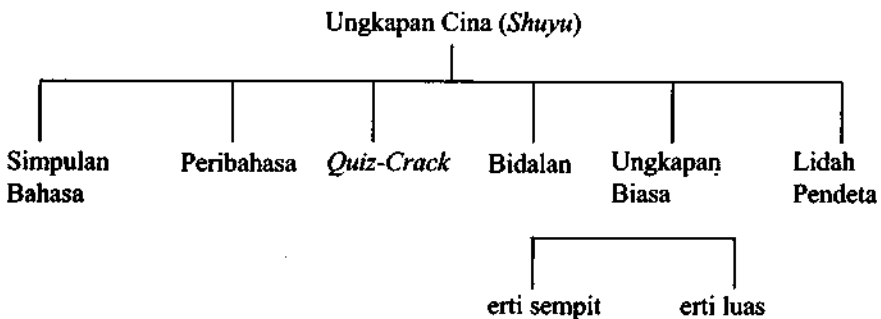 Ungkapan Cina (Shuyu)
Simpulan Bahasa
Peribahasa
Quiz-Crack
Bidalan
Ungkapan Biasa
Lidah Pendeta
erti sempit
erti luas